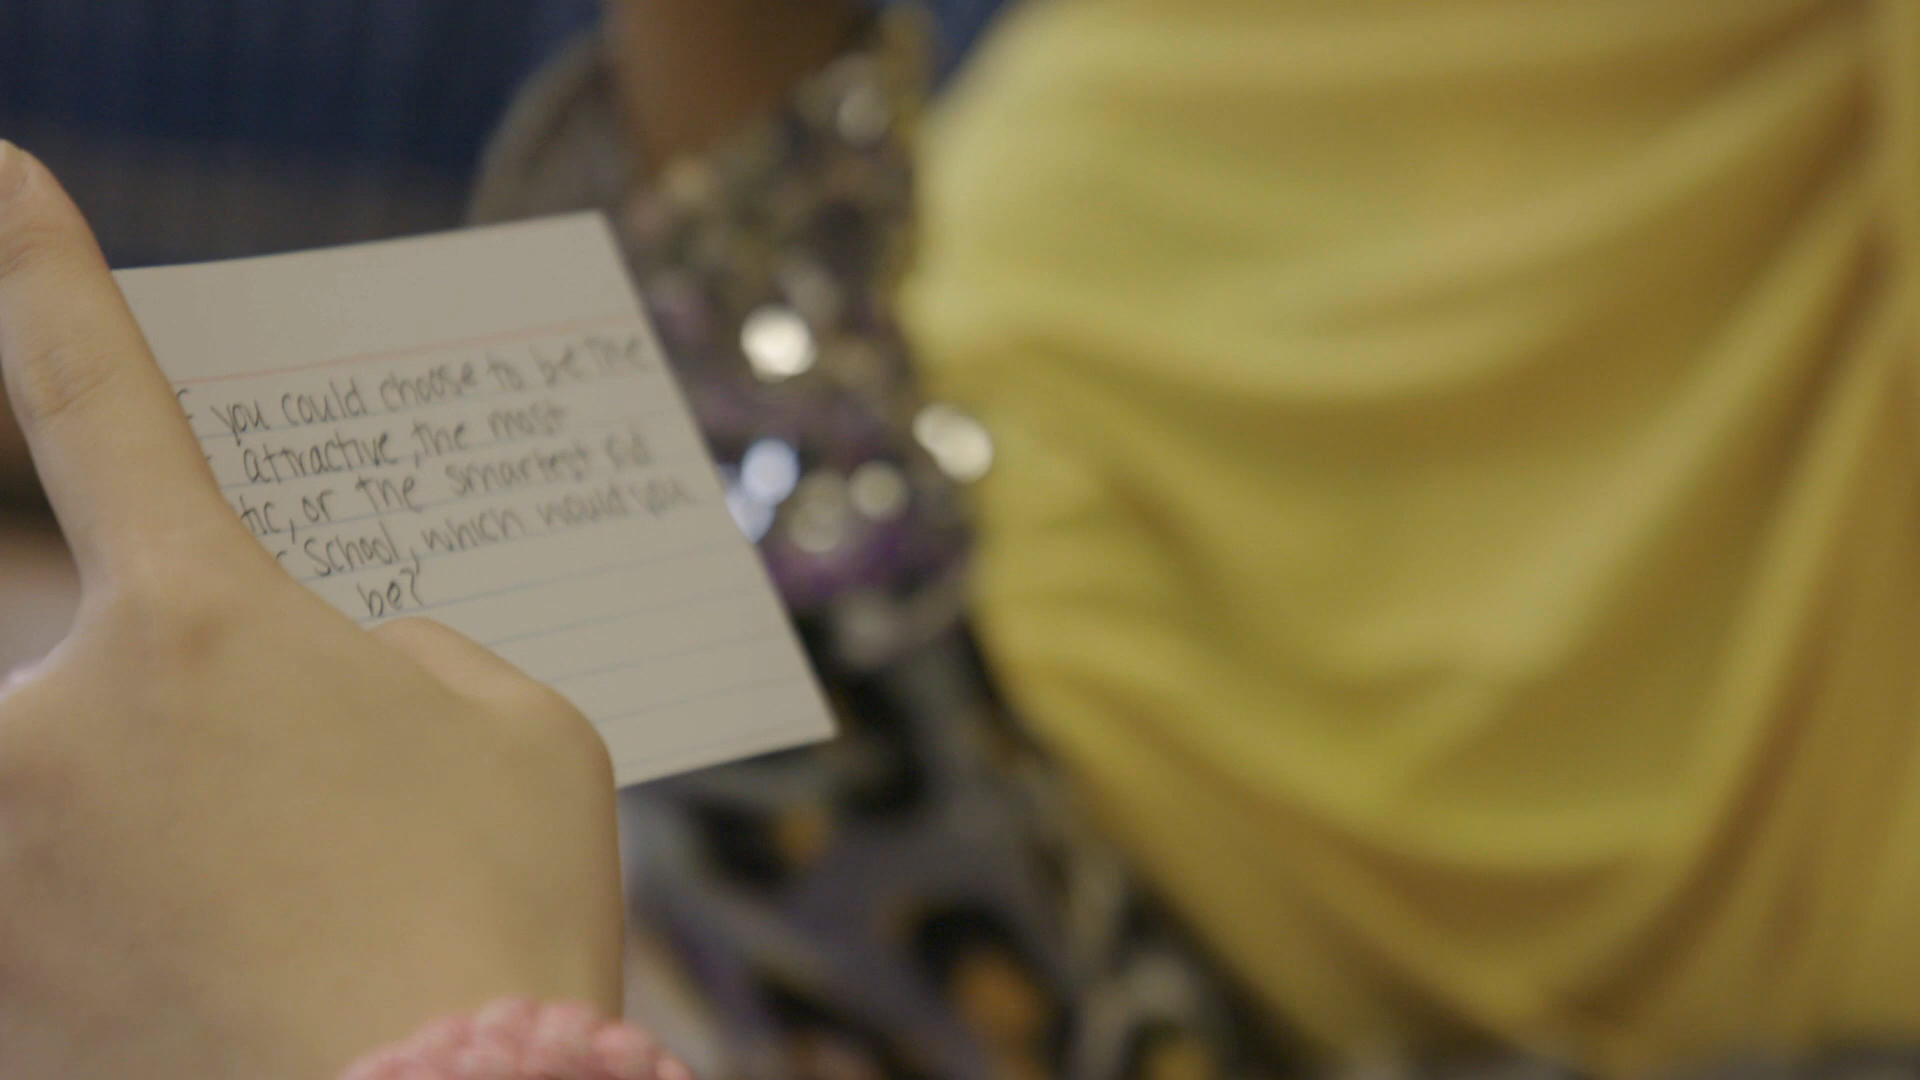 f you could choose to be the
attractive, the most
tic, or the smartest kid
School, which would you
be?